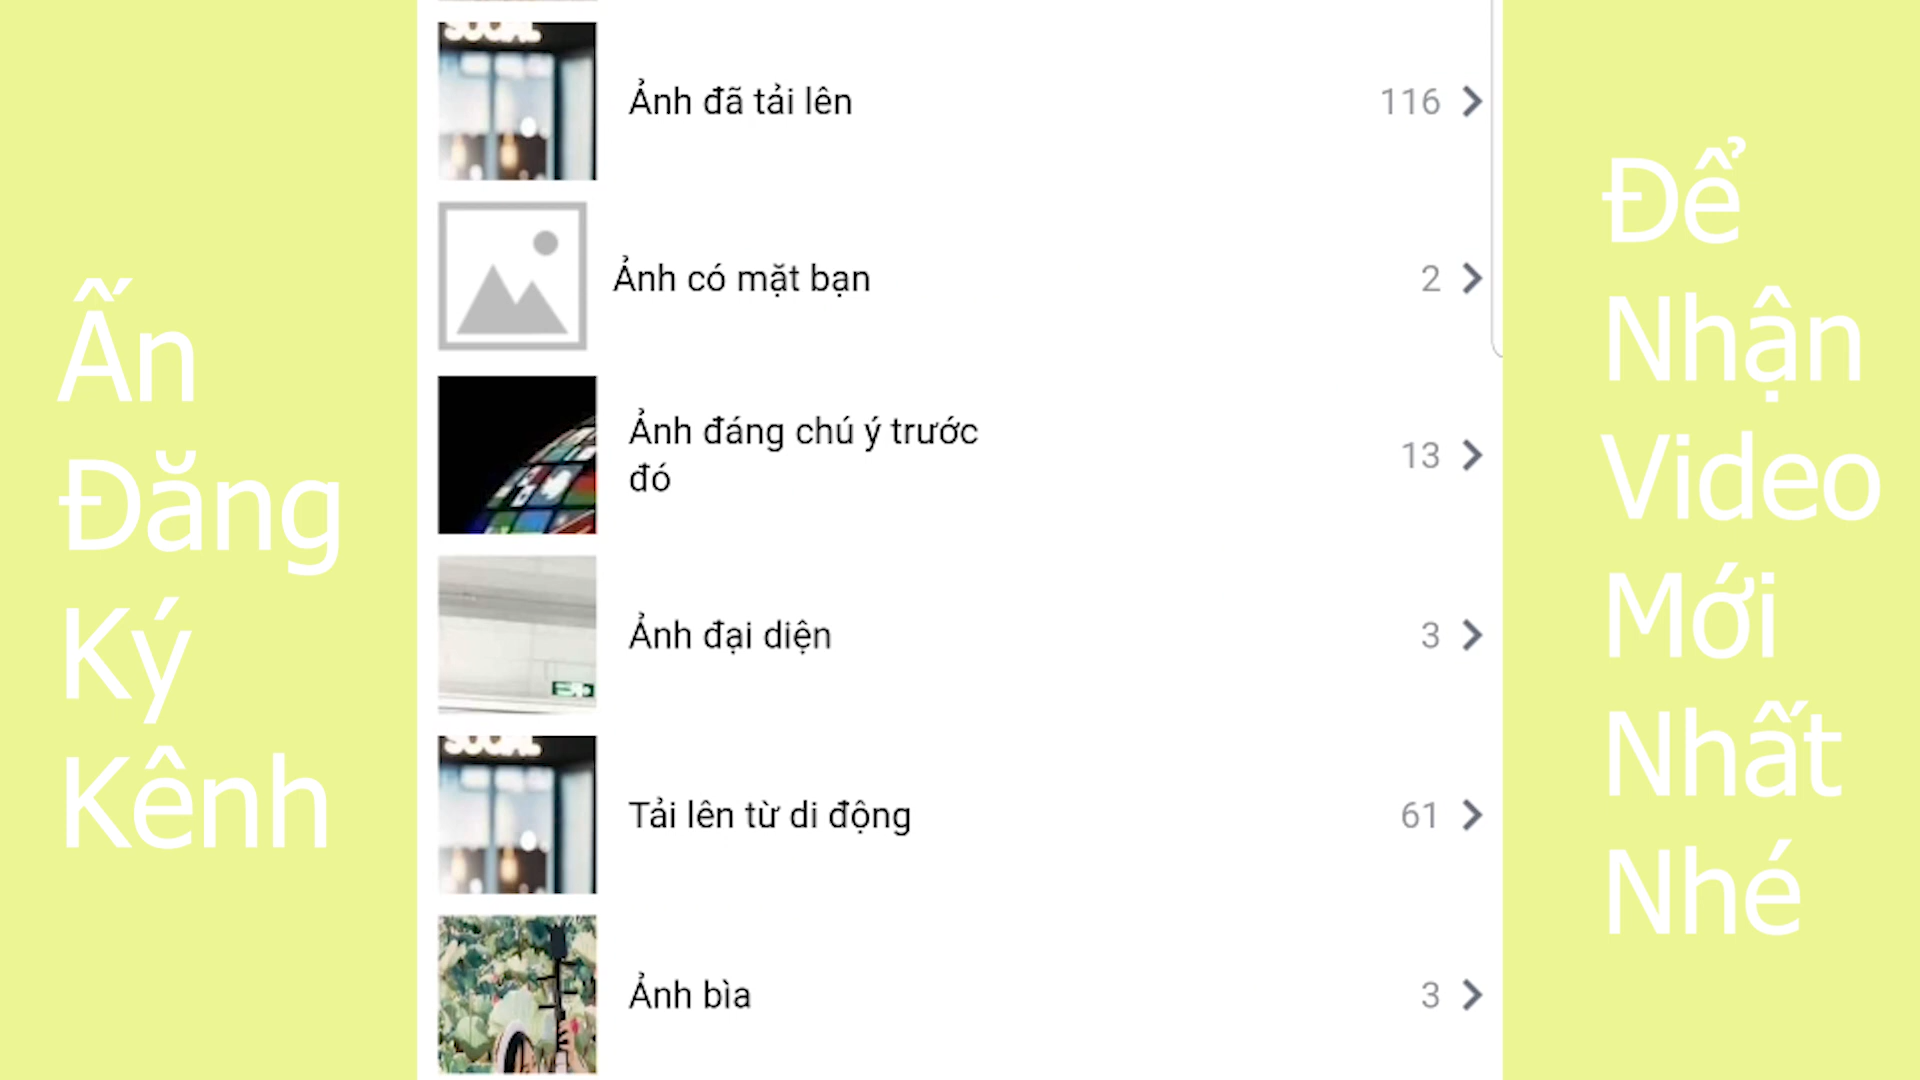 Ấn
Đăng
Ký
Kênh
Ảnh đã tải lên
116
Ảnh có mặt bạn
2
Ảnh đáng chú ý trước
đó
13
Ảnh đại diện
3
Tải lên từ di động
61
Ảnh bìa
3
Để
Nhận
Video
Mới
Nhất
Nhé